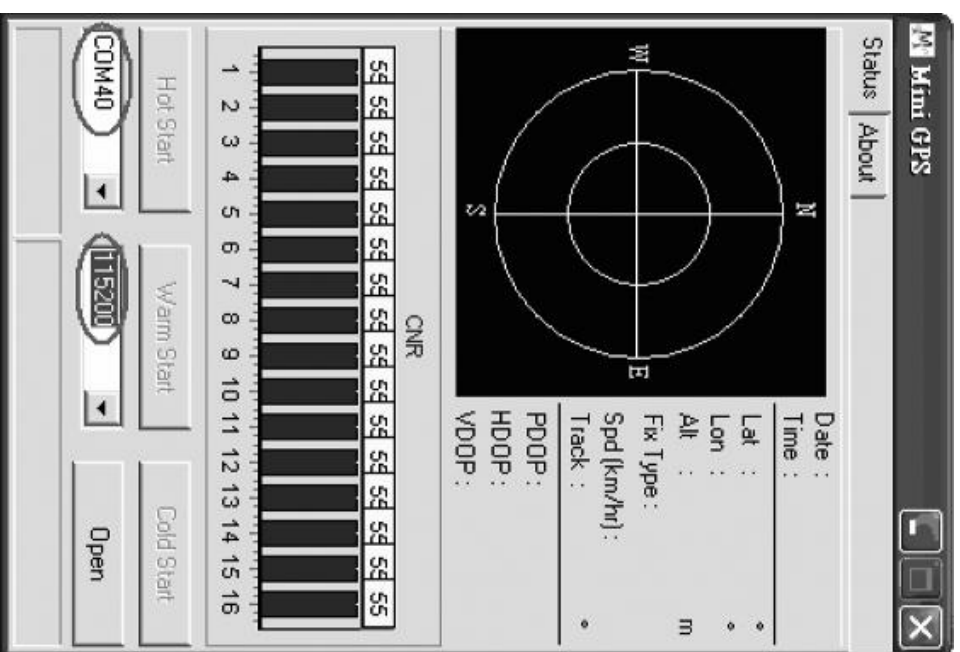 Mini GPS
Status About
N
W E
S
Date :
Time :
Lat : °
Lon : °
Alt : m
Fix Type :
Spd (km/hr) :
Track : °
PDOP :
HDOP :
VDOP :
CNR
55 55 55 55 55 55 55 55 55 55 55 55 55 55 55 55
1 2 3 4 5 6 7 8 9 10 11 12 13 14 15 16
Hot Start Warm Start Cold Start
COM40 115200 Open